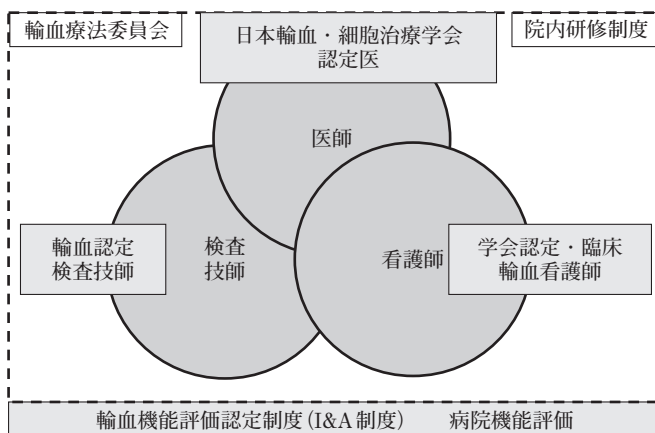 輸血療法委員会
日本輸血・細胞治療学会
認定医
院内研修制度
医師
輸血認定
検査技師
検査
技師
看護師
学会認定・臨床
輸血看護師
輸血機能評価認定制度(I&A制度) 病院機能評価